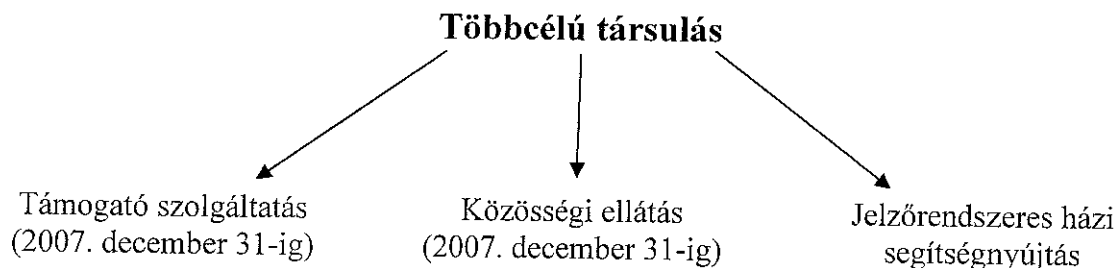 Többcélú társulás
Támogató szolgáltatás
(2007. december 31-ig)
Közösségi ellátás
(2007. december 31-ig)
Jelzőrendszeres házi
segítségnyújtás